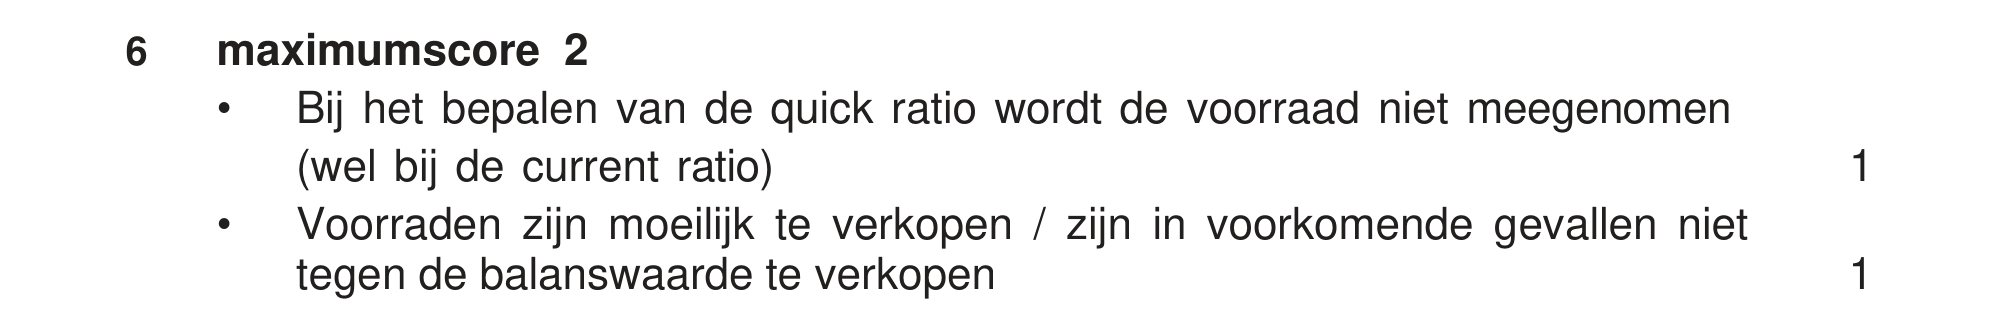 6 maximumscore 2
• Bij het bepalen van de quick ratio wordt de voorraad niet meegenomen
(wel bij de current ratio) 1
• Voorraden zijn moeilijk te verkopen / zijn in voorkomende gevallen niet
tegen de balanswaarde te verkopen 1